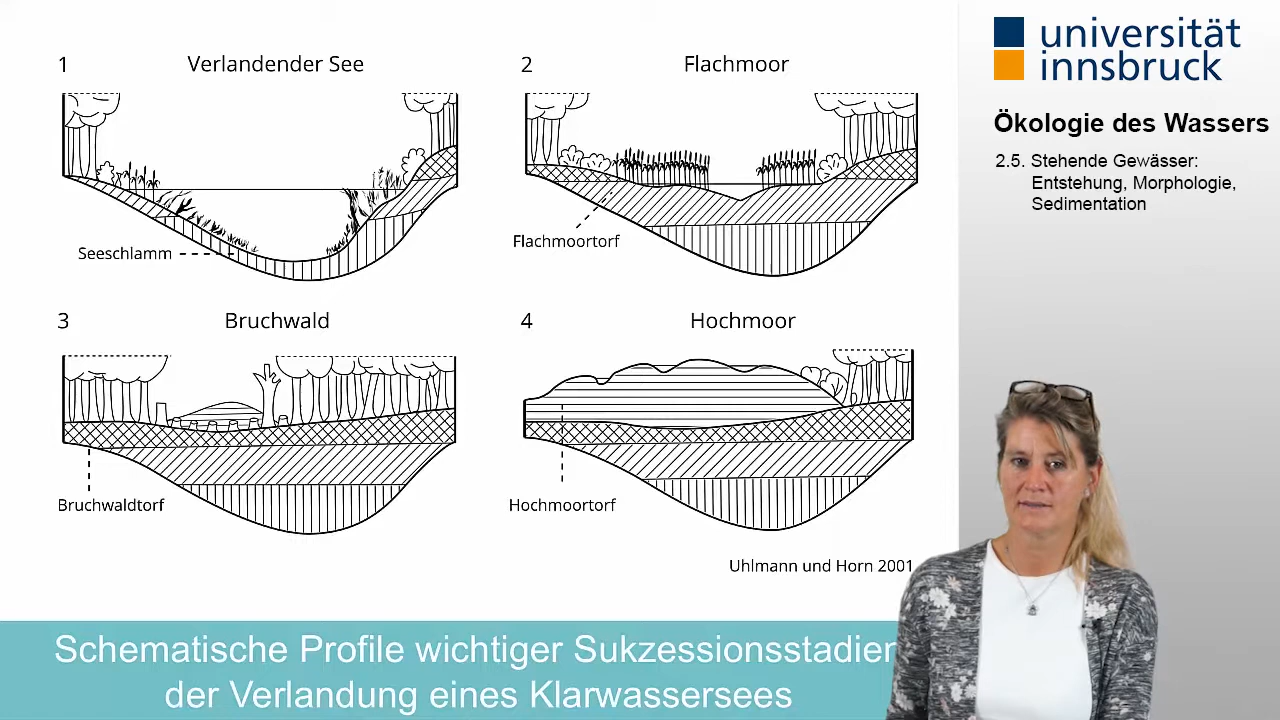 1
Verlandender See
2
Flachmoor
Seeschlamm
Flachmoortorf
3
Bruchwald
4
Hochmoor
Bruchwaldtorf
Hochmoortorf
Uhlmann und Horn 2001
Schematische Profile wichtiger Sukzessionsstadien
der Verlandung eines Klarwassersees
universität
innsbruck
Ökologie des Wassers
2.5. Stehende Gewässer:
Entstehung, Morphologie,
Sedimentation